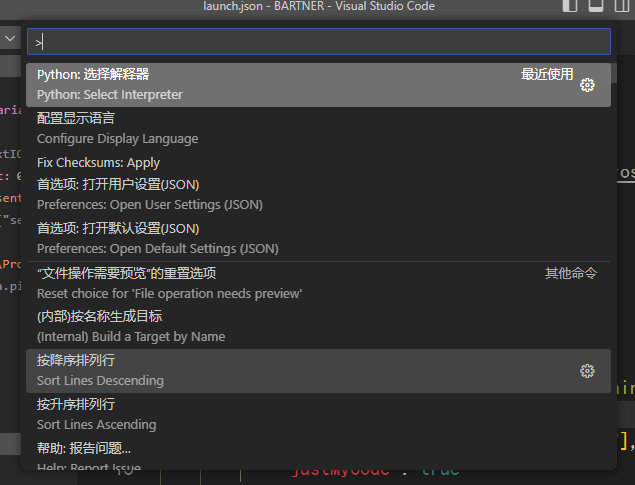 launch.json - BARTNER - Visual Studio Code
>
Python: 选择解释器 最近使用
Python: Select Interpreter
配置显示语言
Configure Display Language
Fix Checksums: Apply
首选项: 打开用户设置(JSON)
Preferences: Open User Settings (JSON)
首选项: 打开默认设置(JSON)
Preferences: Open Default Settings (JSON)
“文件操作需要预览”的重置选项 其他命令
Reset choice for 'File operation needs preview'
(内部)按名称生成目标
(Internal) Build a Target by Name
按降序排列行
Sort Lines Descending
按升序排列行
Sort Lines Ascending
帮助: 报告问题...
Help: Report Issue...
"justMyCode": true